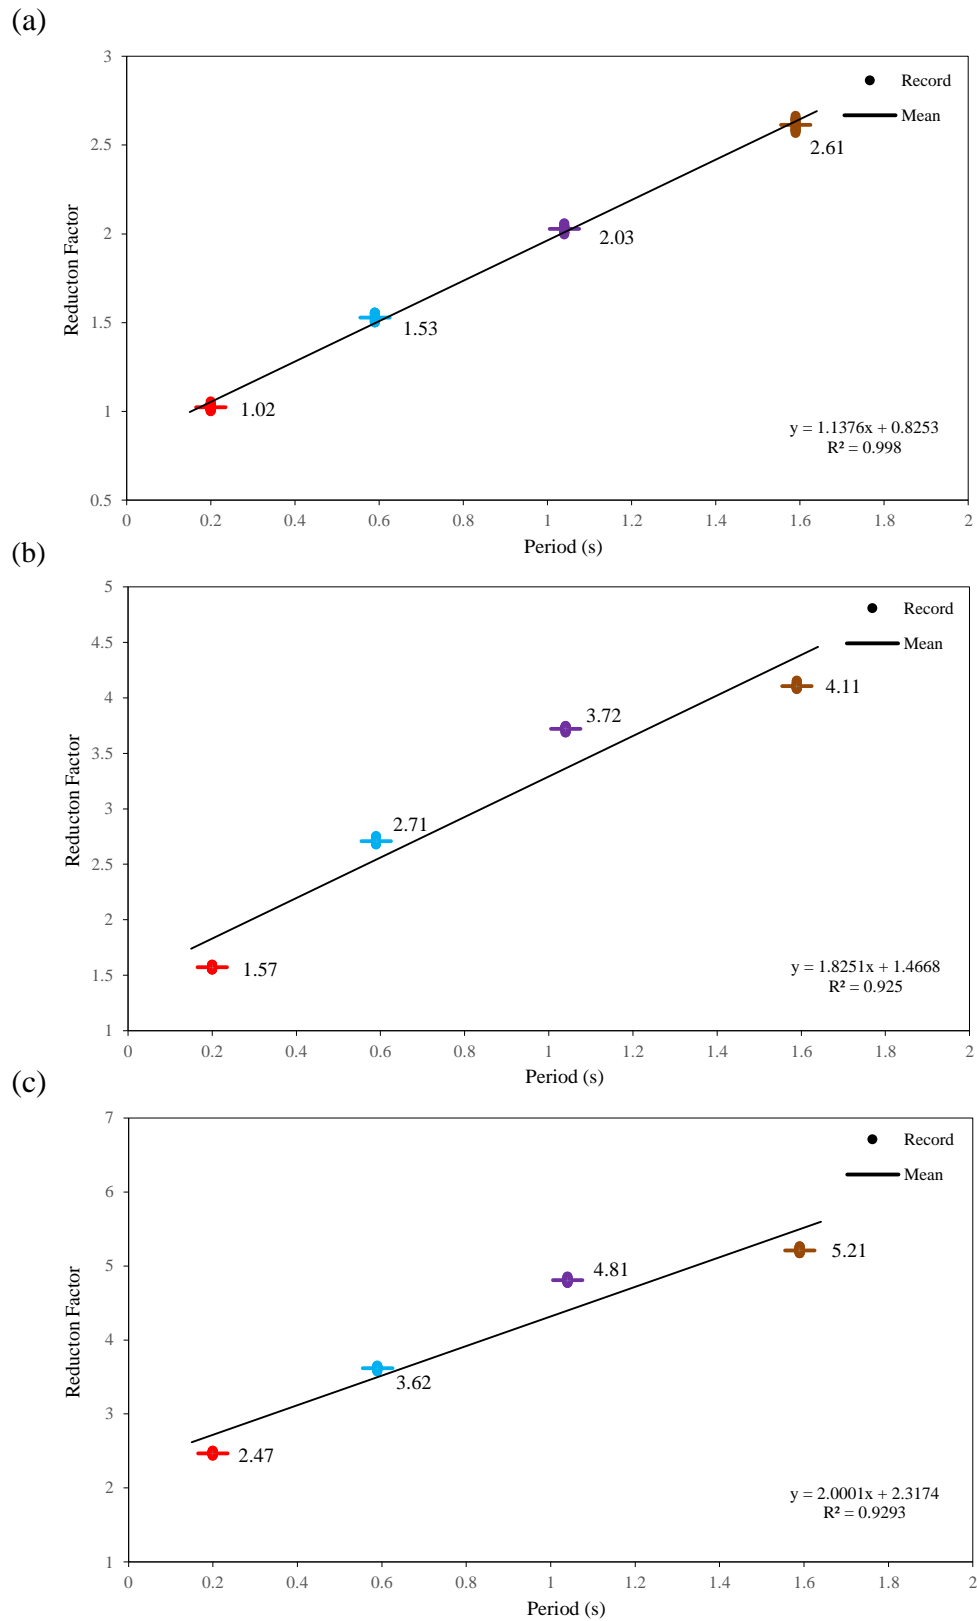 (a)
3
2.5
2
1.5
1
0.5
Reducton Factor
Record
Mean
2.61
2.03
1.53
1.02
y = 1.1376x + 0.8253
R² = 0.998
0 0.2 0.4 0.6 0.8 1 1.2 1.4 1.6 1.8 2
Period (s)
(b)
5
4.5
4
3.5
3
2.5
2
1.5
1
Reducton Factor
Record
Mean
4.11
3.72
2.71
1.57
y = 1.8251x + 1.4668
R² = 0.925
0 0.2 0.4 0.6 0.8 1 1.2 1.4 1.6 1.8 2
Period (s)
(c)
7
6
5
4
3
2
1
Reducton Factor
Record
Mean
5.21
4.81
3.62
2.47
y = 2.0001x + 2.3174
R² = 0.9293
0 0.2 0.4 0.6 0.8 1 1.2 1.4 1.6 1.8 2
Period (s)